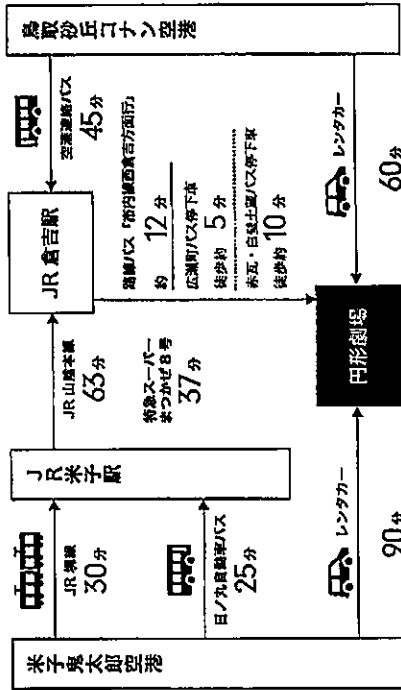 鳥取砂丘コナン空港
空港連絡バス
45分
レンタカー
60分
JR倉吉駅
路線バス「市内線西倉吉方面行」
約12分
広瀬町バス停下車
徒歩約5分
赤瓦・白壁土蔵バス停下車
徒歩約10分
円形劇場
JR山陰本線
63分
特急スーパー
まつかぜ8号
37分
JR米子駅
JR境線
30分
日ノ丸自動車バス
25分
レンタカー
90分
米子鬼太郎空港